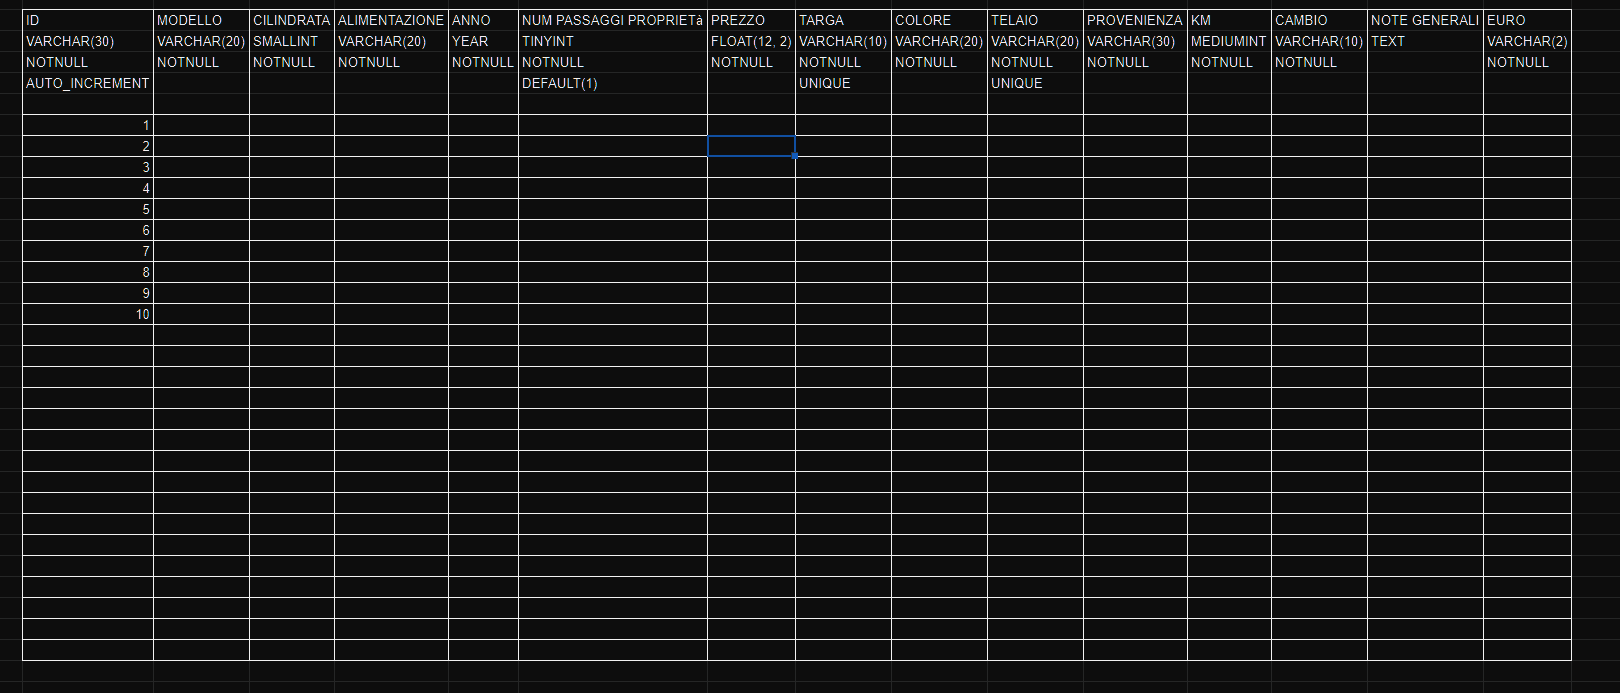 ID MODELLO CILINDRATA ALIMENTAZIONE ANNO NUM PASSAGGI PROPRIETà PREZZO TARGA COLORE TELAIO PROVENIENZA KM CAMBIO NOTE GENERALI EURO
VARCHAR(30) VARCHAR(20) SMALLINT VARCHAR(20) YEAR TINYINT FLOAT(12, 2) VARCHAR(10) VARCHAR(20) VARCHAR(20) VARCHAR(30) MEDIUMINT VARCHAR(10) TEXT VARCHAR(2)
NOTNULL NOTNULL NOTNULL NOTNULL NOTNULL NOTNULL NOTNULL NOTNULL NOTNULL NOTNULL NOTNULL NOTNULL NOTNULL NOTNULL
AUTO_INCREMENT DEFAULT(1) UNIQUE UNIQUE
1
2
3
4
5
6
7
8
9
10